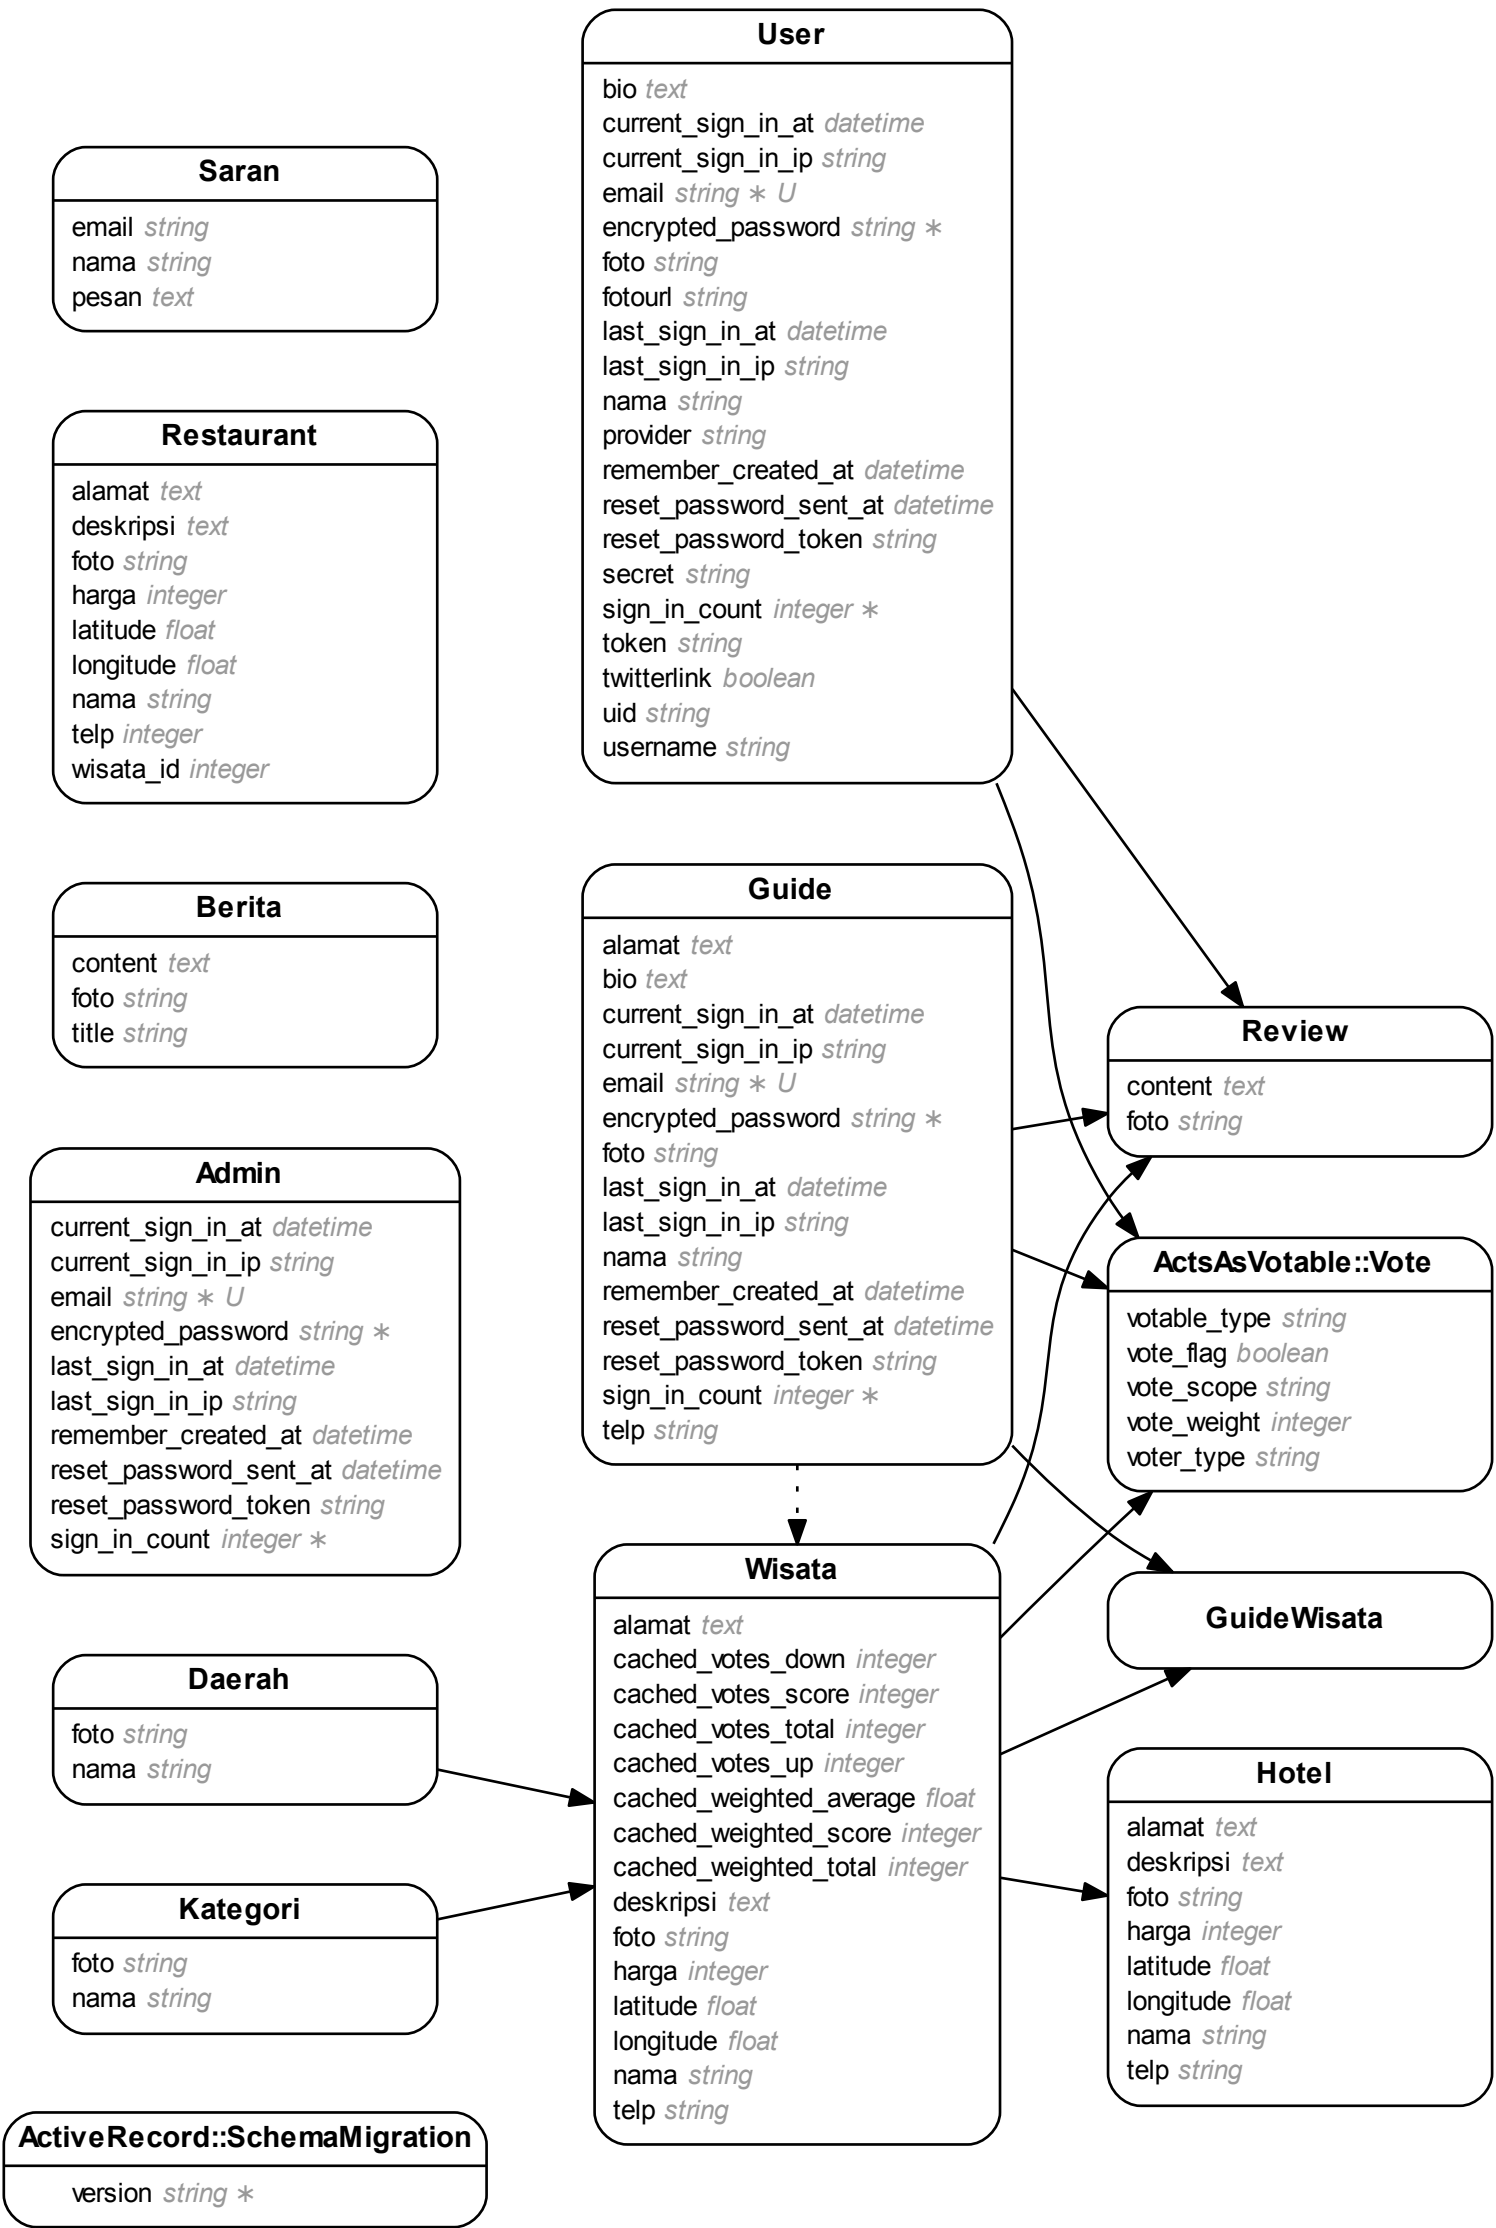 Saran
email string
nama string
pesan text
Restaurant
alamat text
deskripsi text
foto string
harga integer
latitude float
longitude float
nama string
telp integer
wisata_id integer
Berita
content text
foto string
title string
Admin
current_sign_in_at datetime
current_sign_in_ip string
email string ∗ U
encrypted_password string ∗
last_sign_in_at datetime
last_sign_in_ip string
remember_created_at datetime
reset_password_sent_at datetime
reset_password_token string
sign_in_count integer ∗
Daerah
foto string
nama string
Kategori
foto string
nama string
ActiveRecord::SchemaMigration
version string ∗
User
bio text
current_sign_in_at datetime
current_sign_in_ip string
email string ∗ U
encrypted_password string ∗
foto string
fotourl string
last_sign_in_at datetime
last_sign_in_ip string
nama string
provider string
remember_created_at datetime
reset_password_sent_at datetime
reset_password_token string
secret string
sign_in_count integer ∗
token string
twitterlink boolean
uid string
username string
Guide
alamat text
bio text
current_sign_in_at datetime
current_sign_in_ip string
email string ∗ U
encrypted_password string ∗
foto string
last_sign_in_at datetime
last_sign_in_ip string
nama string
remember_created_at datetime
reset_password_sent_at datetime
reset_password_token string
sign_in_count integer ∗
telp string
Wisata
alamat text
cached_votes_down integer
cached_votes_score integer
cached_votes_total integer
cached_votes_up integer
cached_weighted_average float
cached_weighted_score integer
cached_weighted_total integer
deskripsi text
foto string
harga integer
latitude float
longitude float
nama string
telp string
Review
content text
foto string
ActsAsVotable::Vote
votable_type string
vote_flag boolean
vote_scope string
vote_weight integer
voter_type string
GuideWisata
Hotel
alamat text
deskripsi text
foto string
harga integer
latitude float
longitude float
nama string
telp string